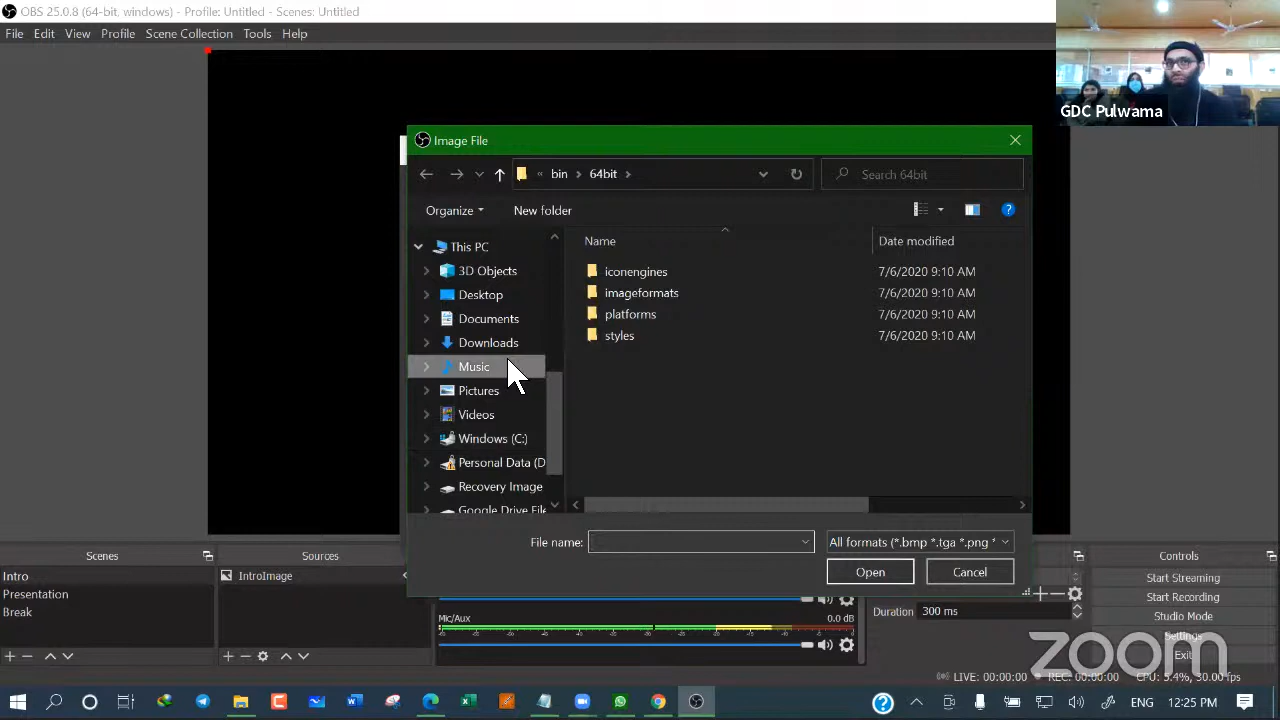 OBS 25.0.8 (64-bit, windows) - Profile: Untitled - Scenes: Untitled
File Edit View Profile Scene Collection Tools Help
GDC Pulwama
Image File
« bin 64bit
Search 64bit
Organize New folder
Name Date modified
This PC
3D Objects
Desktop
Documents
Downloads
Music
Pictures
Videos
Windows (C:)
Personal Data (D
Recovery Image
Google Drive File
iconengines 7/6/2020 9:10 AM
imageformats 7/6/2020 9:10 AM
platforms 7/6/2020 9:10 AM
styles 7/6/2020 9:10 AM
File name: All formats (*.bmp *.tga *.png *
Open Cancel
Scenes
Intro
Presentation
Break
Sources
IntroImage
Mic/Aux 0.0 dB
Duration 300 ms
Controls
Start Streaming
Start Recording
Studio Mode
Settings
Exit
zoom
LIVE: 00:00:00 REC: 00:00:00 CPU: 5.4%, 30.00 fps
ENG 12:25 PM